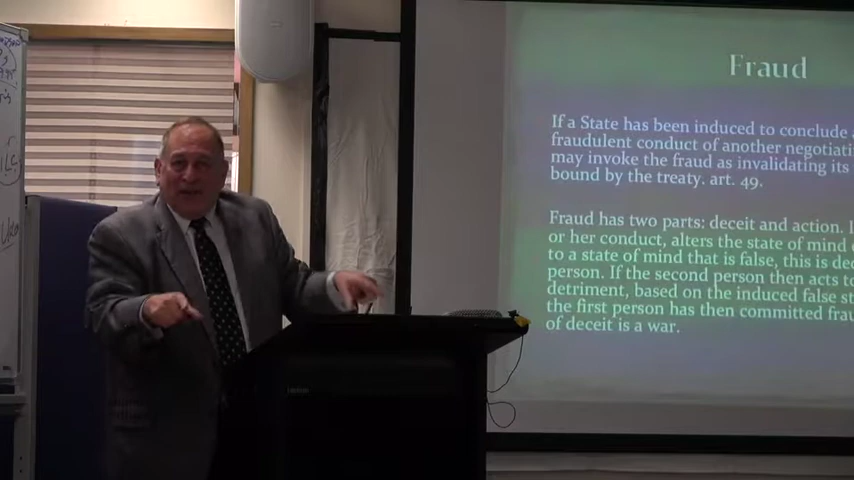 Fraud
If a State has been induced to conclude a
fraudulent conduct of another negotiati
may invoke the fraud as invalidating its
bound by the treaty. art. 49.
Fraud has two parts: deceit and action. I
or her conduct, alters the state of mind
to a state of mind that is false, this is de
person. If the second person then acts to
detriment, based on the induced false st
the first person has then committed frau
of deceit is a war.